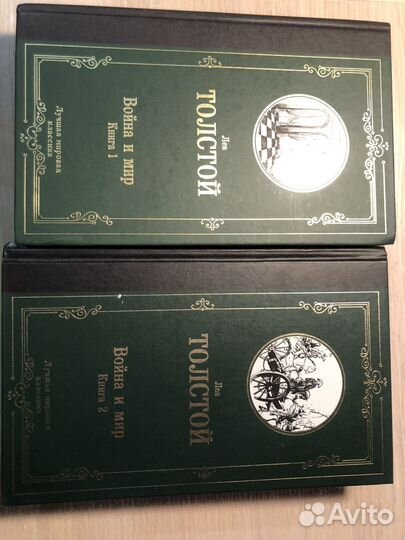 Лев
ТОЛСТОЙ
Война и мир
Книга 1
Лучшая мировая
классика
Лев
ТОЛСТОЙ
Война и мир
Книга 2
Лучшая мировая
классика
Avito